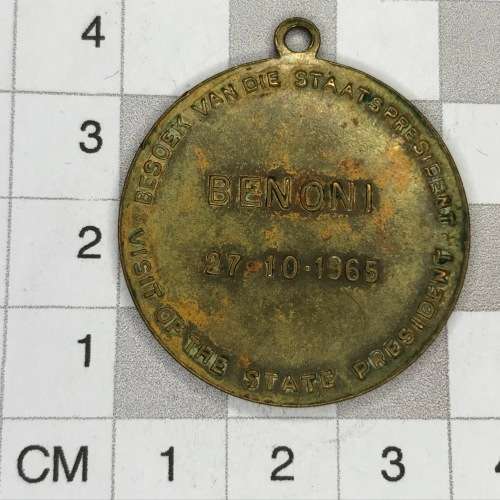 BESOEK VAN DIE STAATSPRESIDENT
BENONI
27·10·1965
VISIT OF THE STATE PRESIDENT
4
3
2
1
CM 1 2 3 4